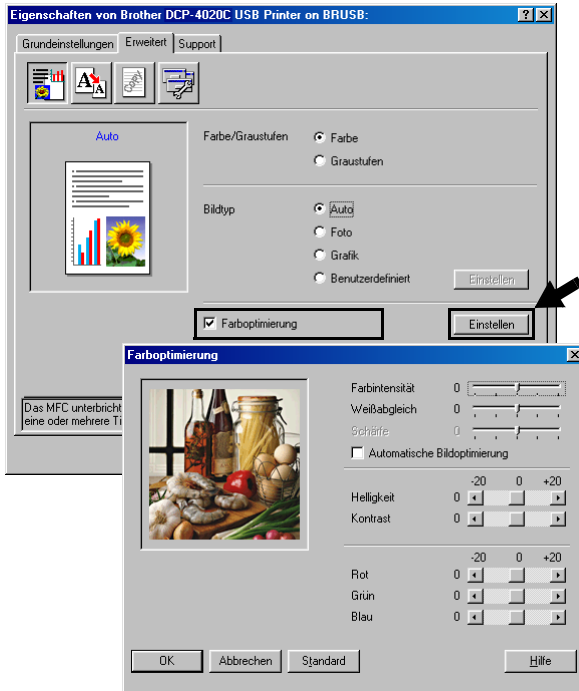 Eigenschaften von Brother DCP-4020C USB Printer on BRUSB:
Grundeinstellungen Erweitert Support
Auto
Farbe/Graustufen
Farbe
Graustufen
Bildtyp
Auto
Foto
Grafik
Benutzerdefiniert Einstellen
Farboptimierung Einstellen
Das MFC unterbricht
eine oder mehrere Ti
Farboptimierung
Farbintensität 0
Weißabgleich 0
Schärfe 0
Automatische Bildoptimierung
-20 0 +20
Helligkeit 0
Kontrast 0
-20 0 +20
Rot 0
Grün 0
Blau 0
OK Abbrechen Standard Hilfe